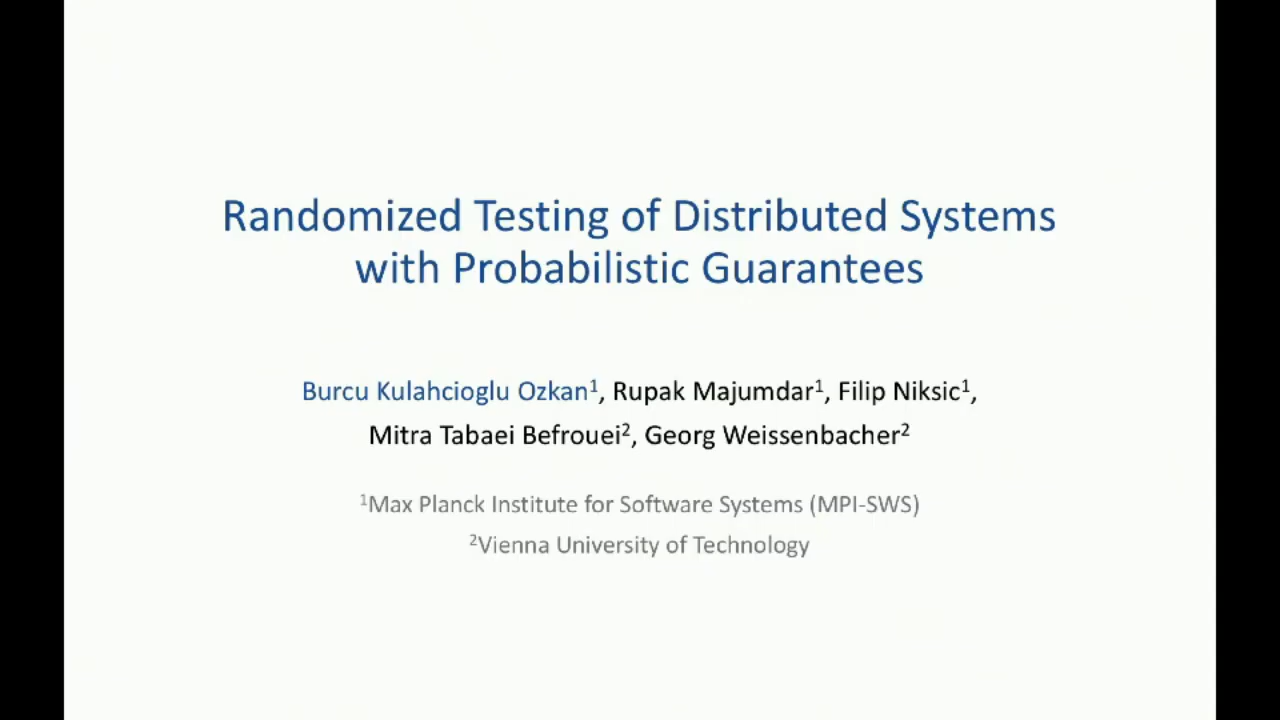 Randomized Testing of Distributed Systems
with Probabilistic Guarantees
Burcu Kulahcioglu Ozkan¹, Rupak Majumdar¹, Filip Niksic¹,
Mitra Tabaei Befrouei², Georg Weissenbacher²
¹Max Planck Institute for Software Systems (MPI-SWS)
²Vienna University of Technology